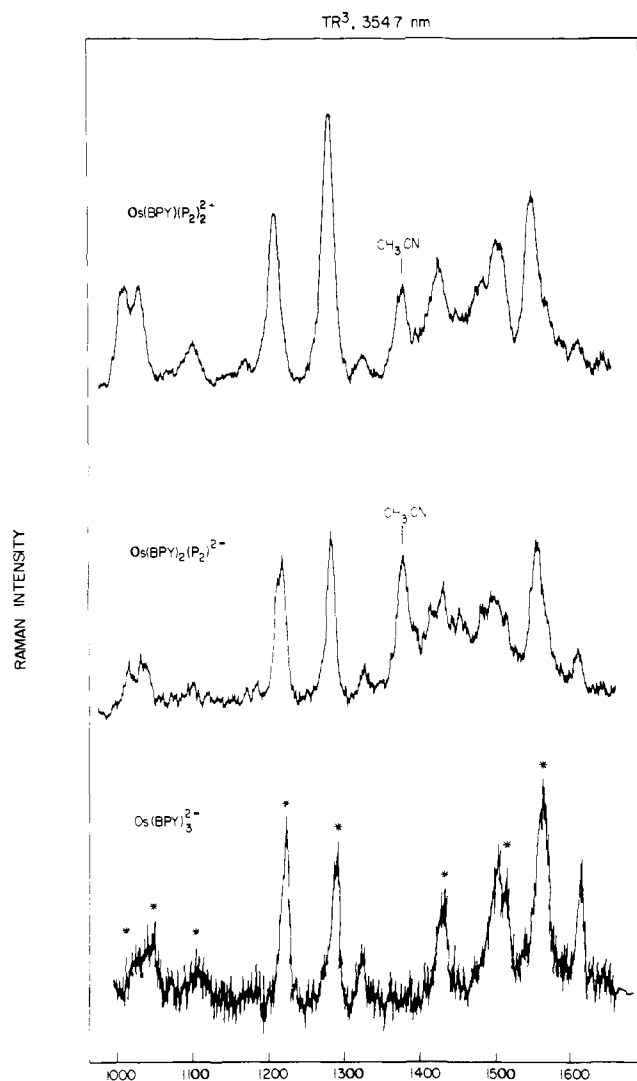 TR³, 354.7 nm
Os(BPY)(P₂)₂²⁺
CH₃CN
CH₃CN
Os(BPY)₂(P₂)²⁻
RAMAN INTENSITY
Os(BPY)₃²⁻
* * * * * * * *
1000 1100 1200 1300 1400 1500 1600